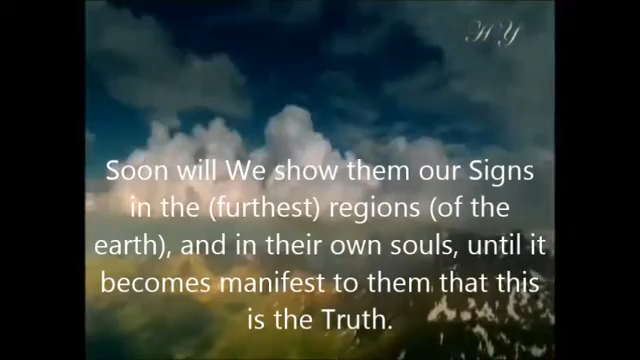 HY
Soon will We show them our Signs
in the (furthest) regions (of the
earth), and in their own souls, until it
becomes manifest to them that this
is the Truth.